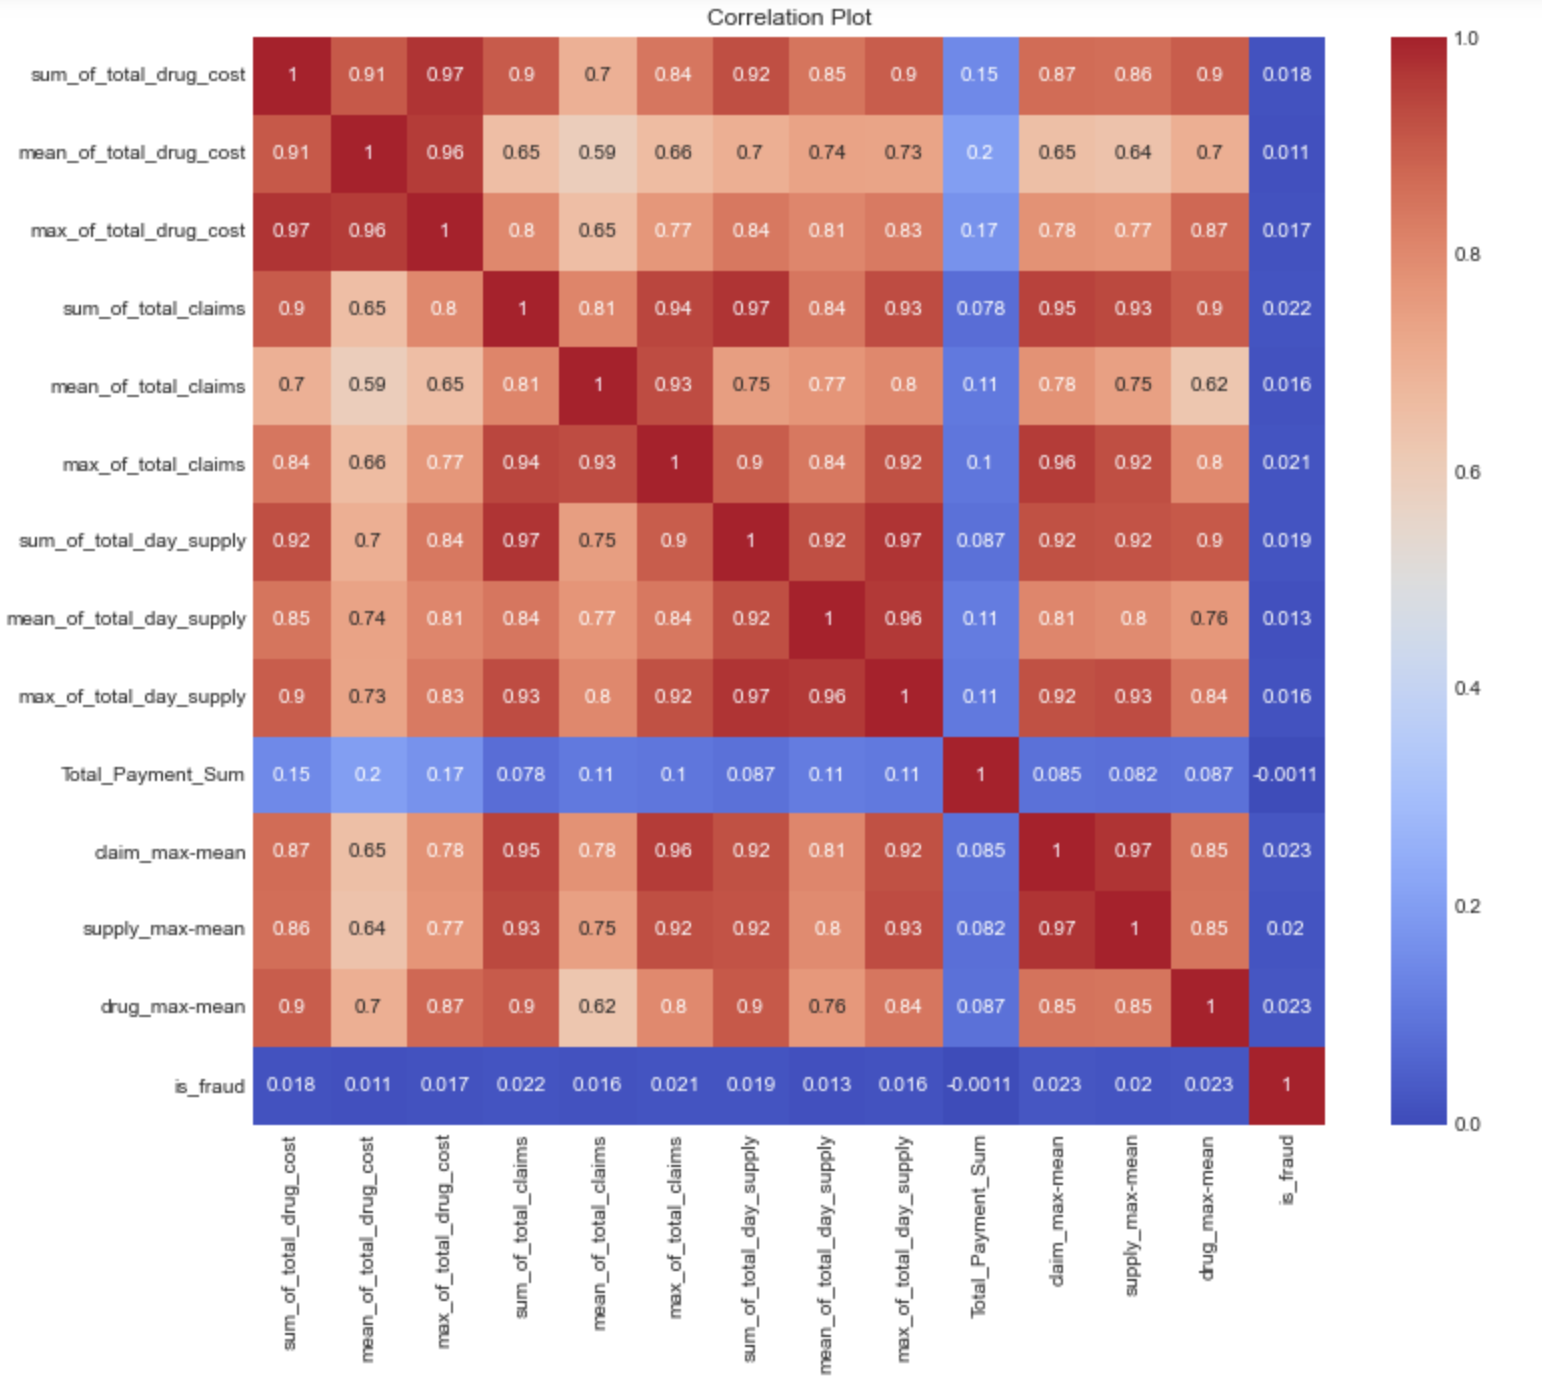 Correlation Plot
sum_of_total_drug_cost 1 0.91 0.97 0.9 0.7 0.84 0.92 0.85 0.9 0.15 0.87 0.86 0.9 0.018
mean_of_total_drug_cost 0.91 1 0.96 0.65 0.59 0.66 0.7 0.74 0.73 0.2 0.65 0.64 0.7 0.011
max_of_total_drug_cost 0.97 0.96 1 0.8 0.65 0.77 0.84 0.81 0.83 0.17 0.78 0.77 0.87 0.017
sum_of_total_claims 0.9 0.65 0.8 1 0.81 0.94 0.97 0.84 0.93 0.078 0.95 0.93 0.9 0.022
mean_of_total_claims 0.7 0.59 0.65 0.81 1 0.93 0.75 0.77 0.8 0.11 0.78 0.75 0.62 0.016
max_of_total_claims 0.84 0.66 0.77 0.94 0.93 1 0.9 0.84 0.92 0.1 0.96 0.92 0.8 0.021
sum_of_total_day_supply 0.92 0.7 0.84 0.97 0.75 0.9 1 0.92 0.97 0.087 0.92 0.92 0.9 0.019
mean_of_total_day_supply 0.85 0.74 0.81 0.84 0.77 0.84 0.92 1 0.96 0.11 0.81 0.8 0.76 0.013
max_of_total_day_supply 0.9 0.73 0.83 0.93 0.8 0.92 0.97 0.96 1 0.11 0.92 0.93 0.84 0.016
Total_Payment_Sum 0.15 0.2 0.17 0.078 0.11 0.1 0.087 0.11 0.11 1 0.085 0.082 0.087 -0.0011
claim_max-mean 0.87 0.65 0.78 0.95 0.78 0.96 0.92 0.81 0.92 0.085 1 0.97 0.85 0.023
supply_max-mean 0.86 0.64 0.77 0.93 0.75 0.92 0.92 0.8 0.93 0.082 0.97 1 0.85 0.02
drug_max-mean 0.9 0.7 0.87 0.9 0.62 0.8 0.9 0.76 0.84 0.087 0.85 0.85 1 0.023
is_fraud 0.018 0.011 0.017 0.022 0.016 0.021 0.019 0.013 0.016 -0.0011 0.023 0.02 0.023 1
sum_of_total_drug_cost
mean_of_total_drug_cost
max_of_total_drug_cost
sum_of_total_claims
mean_of_total_claims
max_of_total_claims
sum_of_total_day_supply
mean_of_total_day_supply
max_of_total_day_supply
Total_Payment_Sum
claim_max-mean
supply_max-mean
drug_max-mean
is_fraud
1.0
0.8
0.6
0.4
0.2
0.0